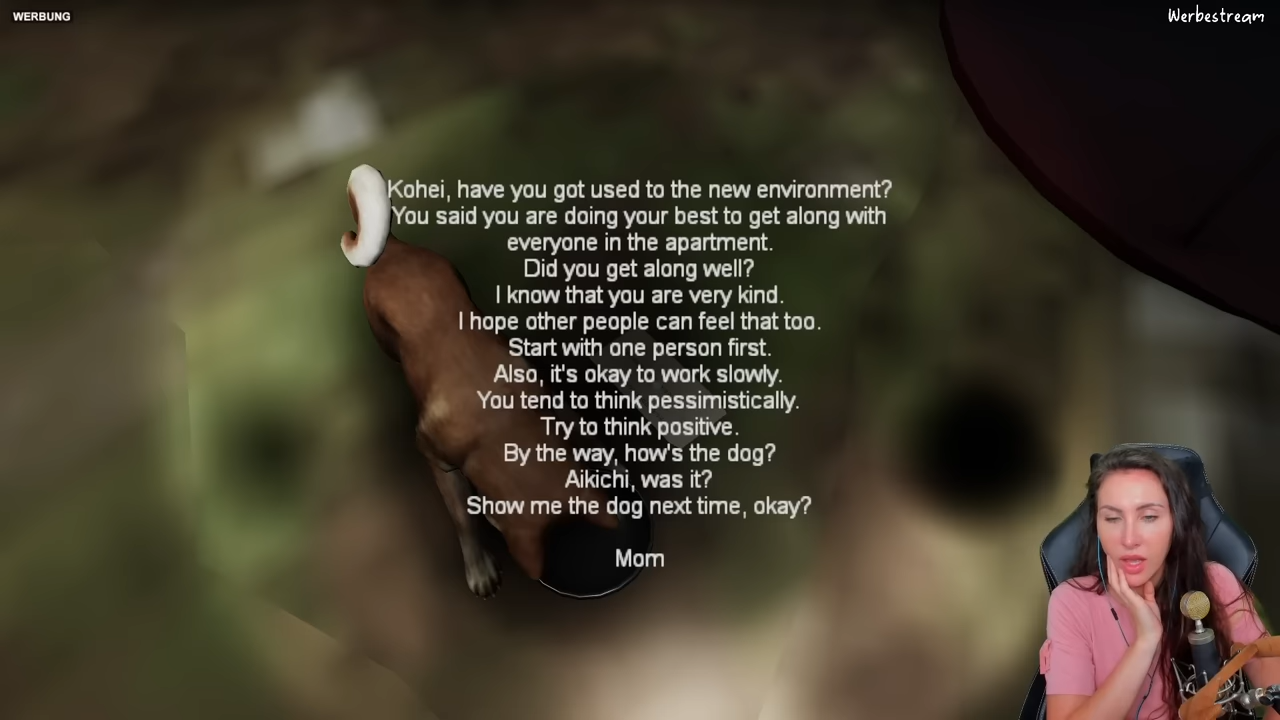 WERBUNG
Werbestream
Kohei, have you got used to the new environment?
You said you are doing your best to get along with
everyone in the apartment.
Did you get along well?
I know that you are very kind.
I hope other people can feel that too.
Start with one person first.
Also, it's okay to work slowly.
You tend to think pessimistically.
Try to think positive.
By the way, how's the dog?
Aikichi, was it?
Show me the dog next time, okay?
Mom